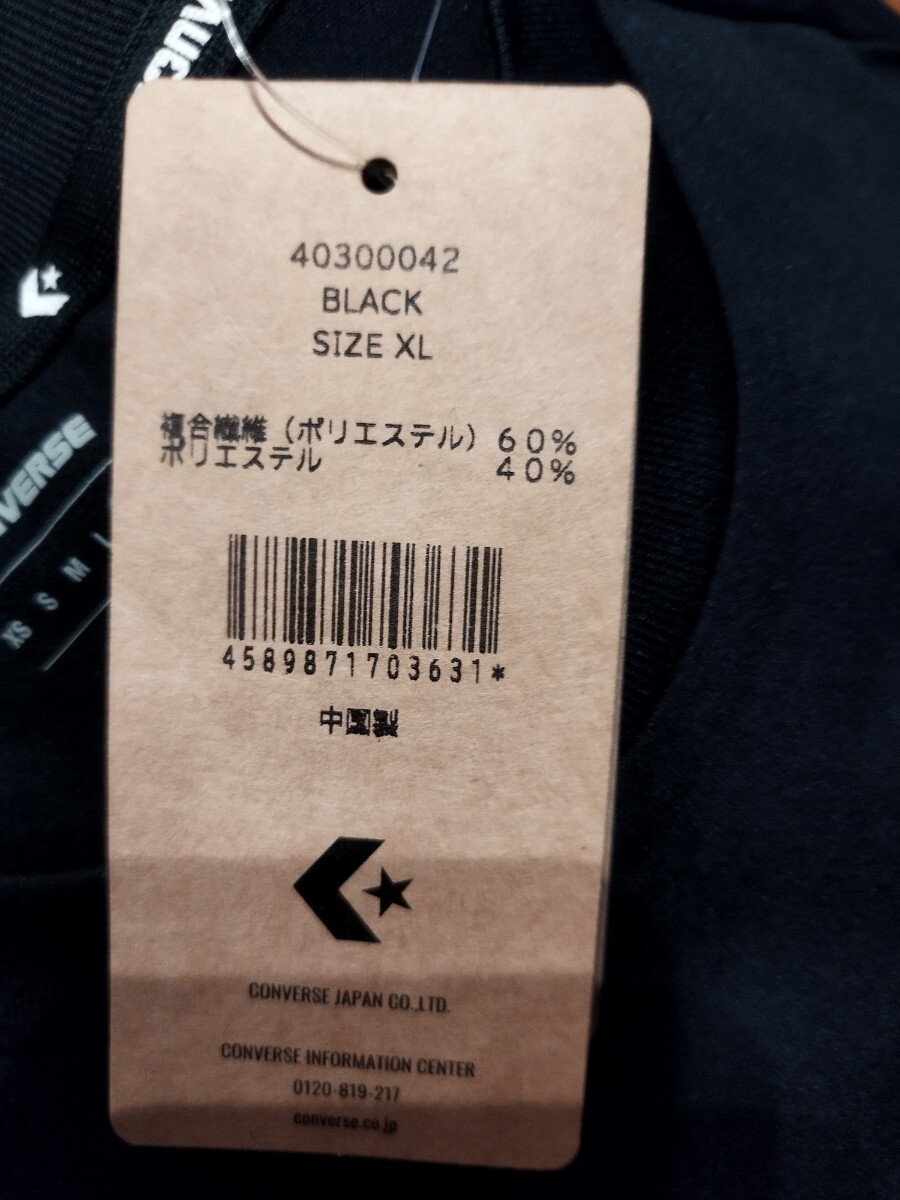 40300042
BLACK
SIZE XL
複合繊維（ポリエステル）60%
ポリエステル 40%
4589871703631*
中国製
CONVERSE JAPAN CO.,LTD.
CONVERSE INFORMATION CENTER
0120-819-217
converse.co.jp
XS S M